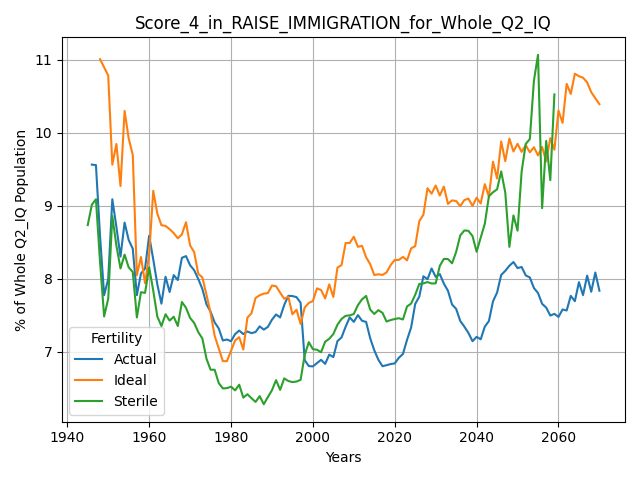 Score_4_in_RAISE_IMMIGRATION_for_Whole_Q2_IQ
% of Whole Q2_IQ Population
11
10
9
8
7
Fertility
Actual
Ideal
Sterile
1940 1960 1980 2000 2020 2040 2060
Years